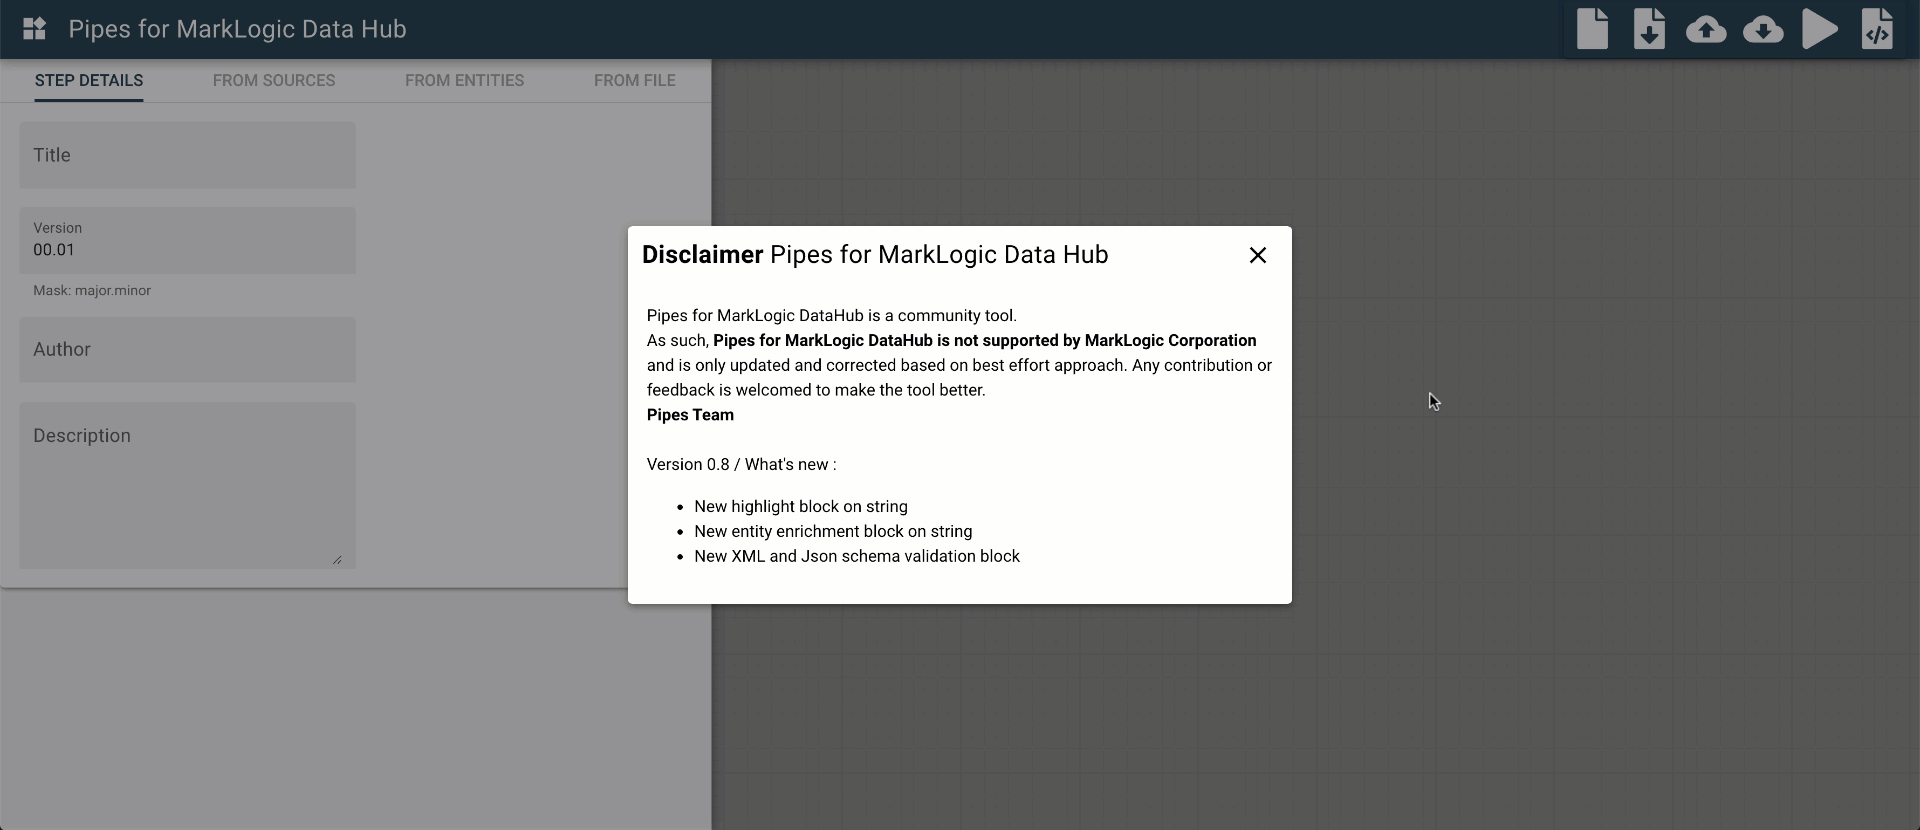 Pipes for MarkLogic Data Hub
STEP DETAILS FROM SOURCES FROM ENTITIES FROM FILE
Title
Version
00.01
Mask: major.minor
Author
Description
Disclaimer Pipes for MarkLogic Data Hub
Pipes for MarkLogic DataHub is a community tool.
As such, Pipes for MarkLogic DataHub is not supported by MarkLogic Corporation
and is only updated and corrected based on best effort approach. Any contribution or
feedback is welcomed to make the tool better.
Pipes Team
Version 0.8 / What's new :
• New highlight block on string
• New entity enrichment block on string
• New XML and Json schema validation block